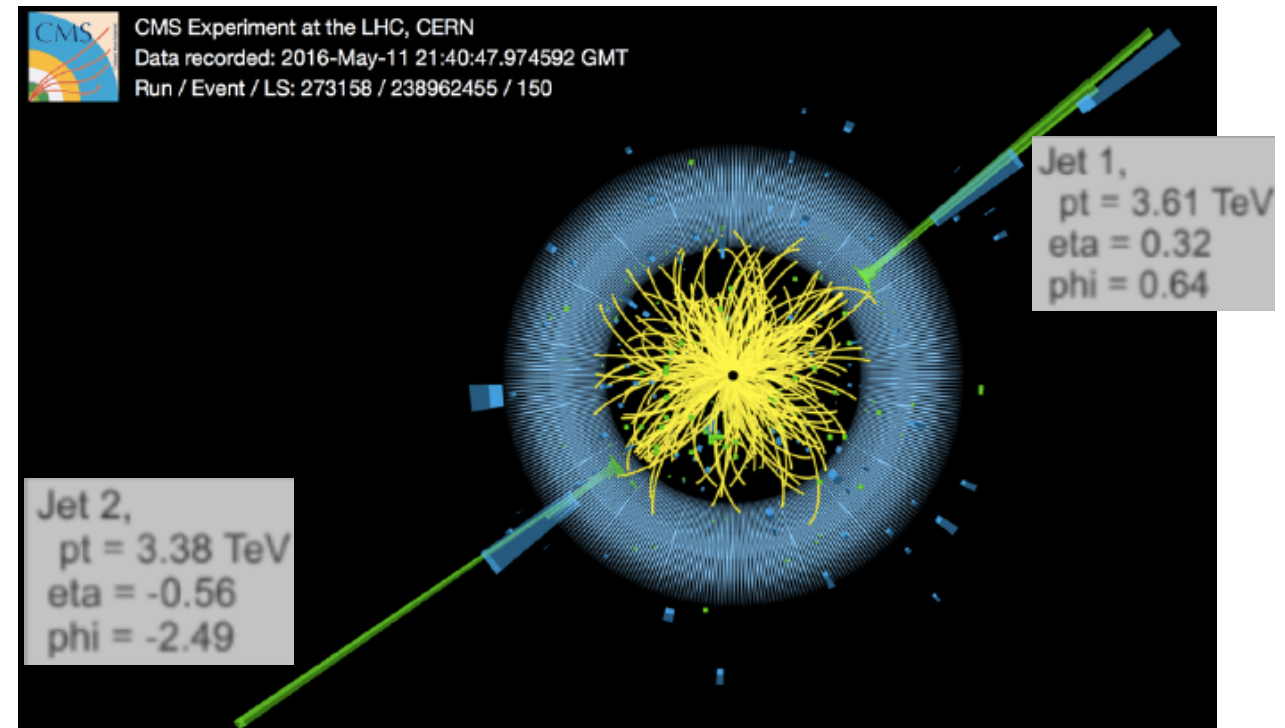 CMS
CMS Experiment at the LHC, CERN
Data recorded: 2016-May-11 21:40:47.974592 GMT
Run / Event / LS: 273158 / 238962455 / 150
Jet 1,
pt = 3.61 TeV
eta = 0.32
phi = 0.64
Jet 2,
pt = 3.38 TeV
eta = -0.56
phi = -2.49